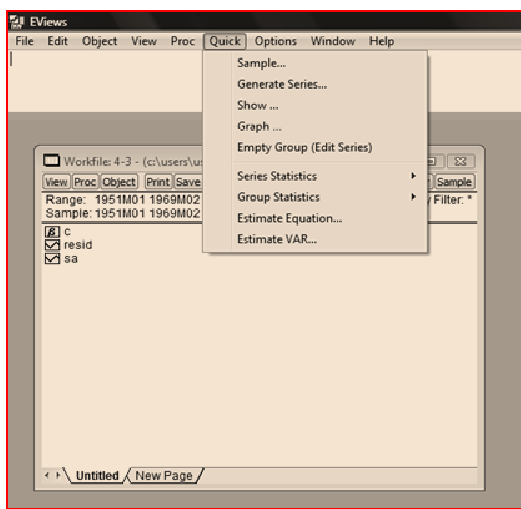 EViews
File Edit Object View Proc Quick Options Window Help
Sample...
Generate Series...
Show ...
Graph ...
Empty Group (Edit Series)
Series Statistics
Group Statistics
Estimate Equation...
Estimate VAR...
Workfile: 4-3 - (c:\users\us
View Proc Object Print Save Sample
Range: 1951M01 1969M02 Filter: *
Sample: 1951M01 1969M02
c
resid
sa
Untitled New Page